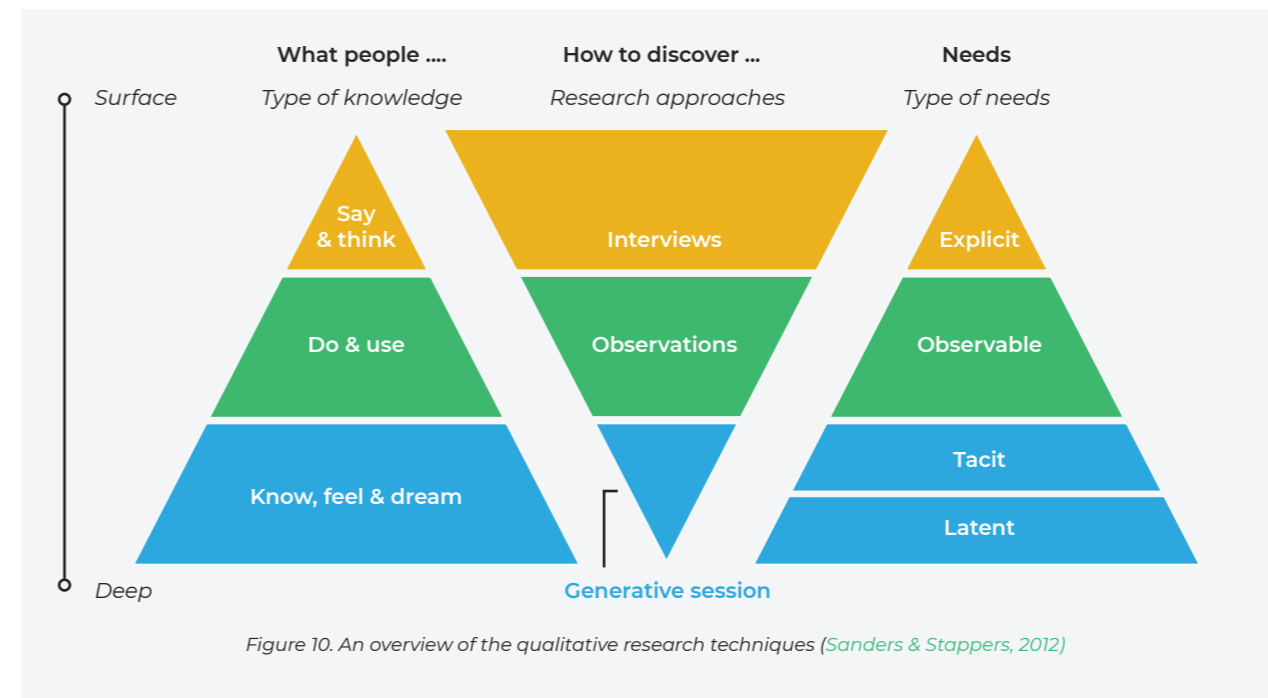 What people ....
How to discover ...
Needs
Surface
Type of knowledge
Research approaches
Type of needs
Say
& think
Interviews
Explicit
Do & use
Observations
Observable
Know, feel & dream
Tacit
Latent
Deep
Generative session
Figure 10. An overview of the qualitative research techniques (Sanders & Stappers, 2012)